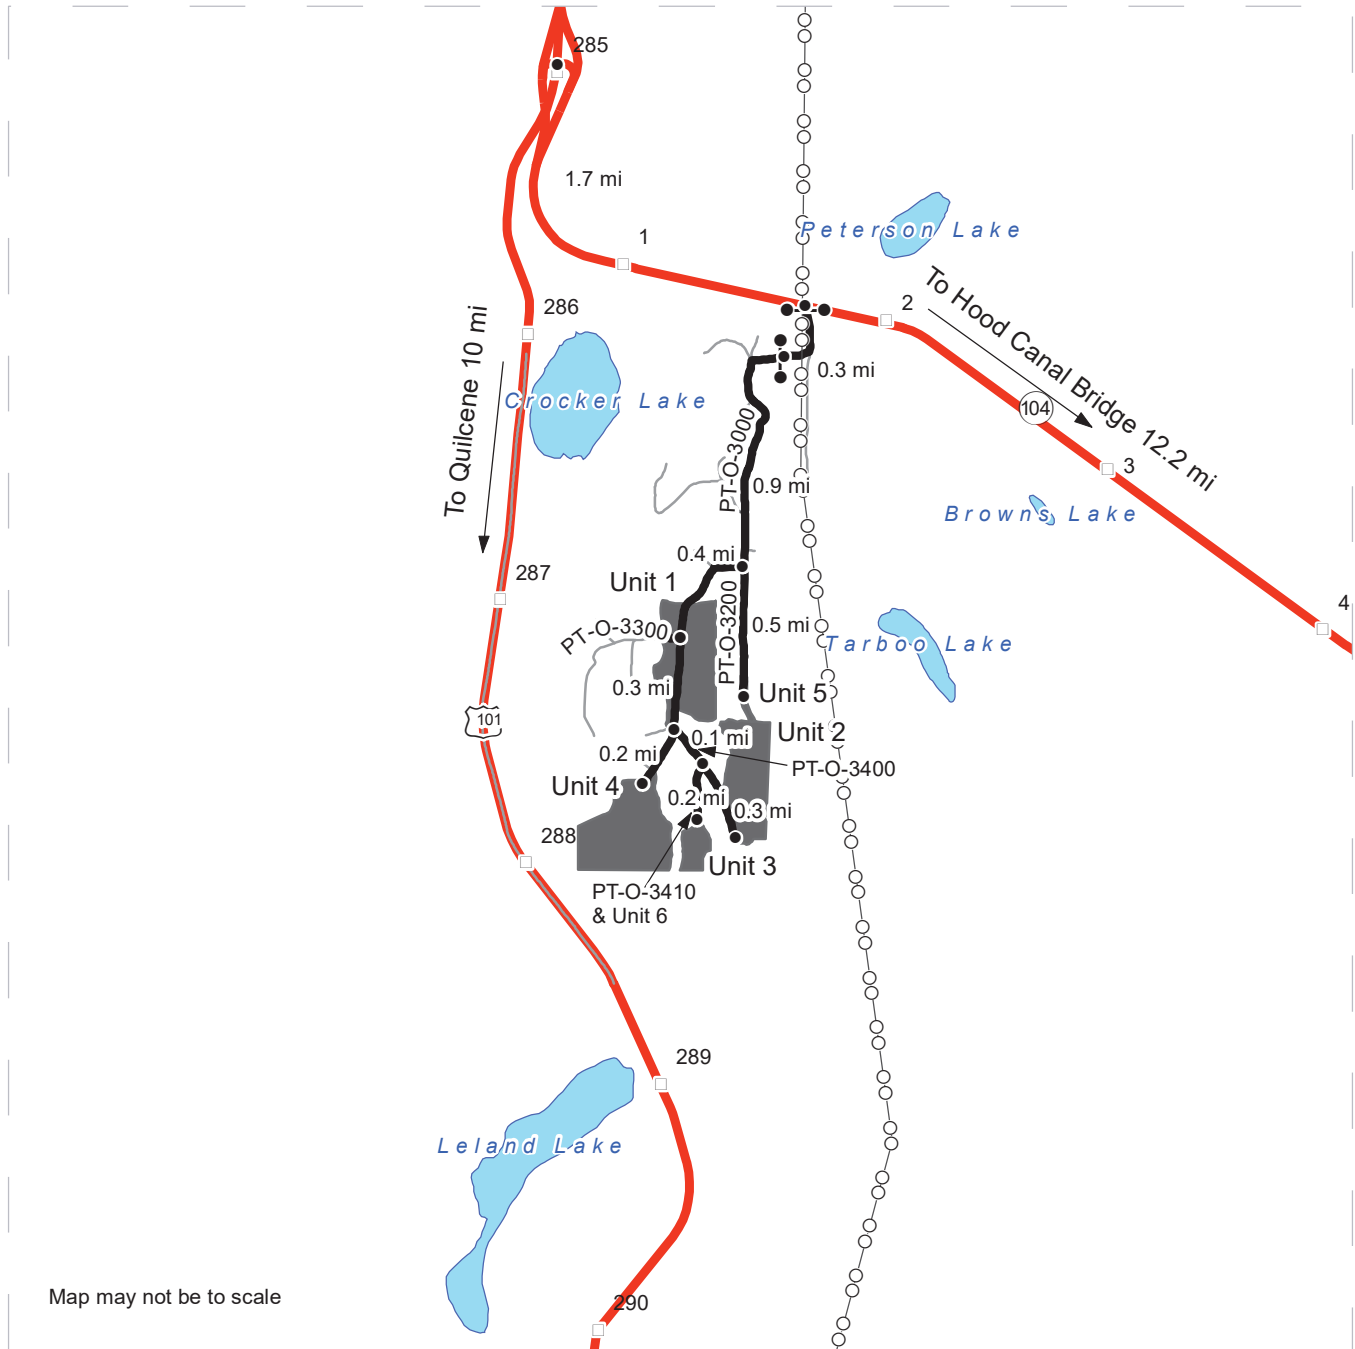 285
1.7 mi
1
Peterson Lake
286
2
To Hood Canal Bridge 12.2 mi
To Quilcene 10 mi
0.3 mi
Crocker Lake
104
PT-O-3000
3
0.9 mi
Browns Lake
0.4 mi
287
Unit 1
PT-O-3200
4
PT-O-3300
0.5 mi
Tarboo Lake
0.3 mi
Unit 5
101
0.1 mi
Unit 2
0.2 mi
PT-O-3400
Unit 4
0.2 mi
0.3 mi
288
Unit 3
PT-O-3410
& Unit 6
289
Leland Lake
Map may not be to scale
290